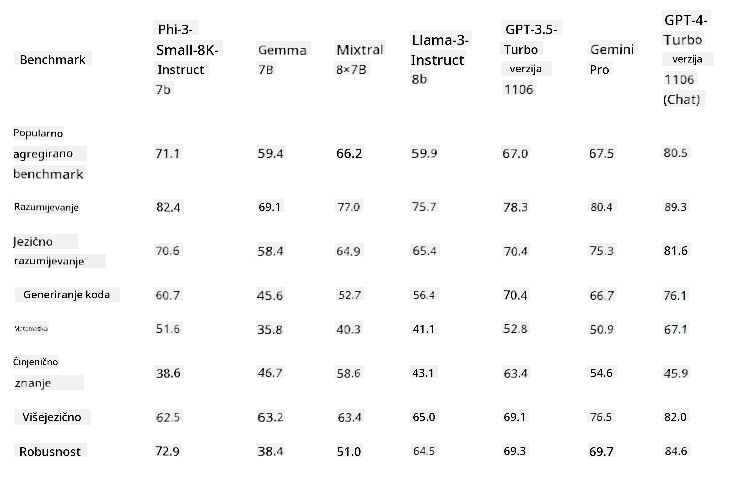 Benchmark Phi-3-Small-8K-Instruct 7b Gemma 7B Mixtral 8×7B Llama-3-Instruct 8b GPT-3.5-Turbo verzija 1106 Gemini Pro GPT-4-Turbo verzija 1106 (Chat)
Popularno agregirano benchmark 71.1 59.4 66.2 59.9 67.0 67.5 80.5
Razumijevanje 82.4 69.1 77.0 75.7 78.3 80.4 89.3
Jezično razumijevanje 70.6 58.4 64.9 65.4 70.4 75.3 81.6
Generiranje koda 60.7 45.6 52.7 56.4 70.4 66.7 76.1
Matematika 51.6 35.8 40.3 41.1 52.8 50.9 67.1
Činjenično znanje 38.6 46.7 58.6 43.1 63.4 54.6 45.9
Višejezično 62.5 63.2 63.4 65.0 69.1 76.5 82.0
Robusnost 72.9 38.4 51.0 64.5 69.3 69.7 84.6